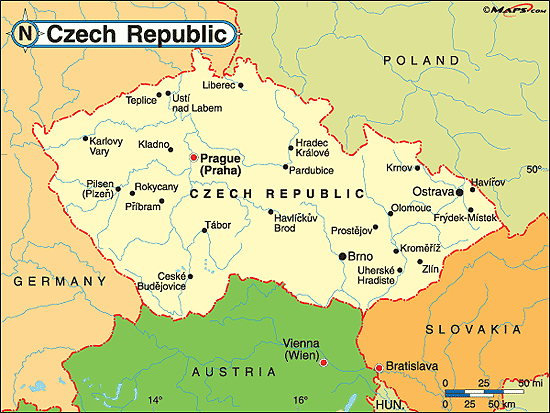 ©MAPS.COM
N Czech Republic
POLAND
Liberec
Teplice
Ústí
nad Labem
Karlovy
Vary
Kladno
Hradec
Králové
Prague
(Praha)
Pardubice
Krnov
50°
Pilsen
(Plzeň)
Rokycany
CZECH REPUBLIC
Ostrava
Havířov
Příbram
Olomouc
Frýdek-Místek
Tábor
Havlíčkův
Brod
Prostějov
Kroměříž
Brno
Zlín
GERMANY
České
Budějovice
Uherské
Hradiste
SLOVAKIA
Vienna
(Wien)
AUSTRIA
Bratislava
0 25 50 mi
14°
16°
HUN.
0 25 50 km